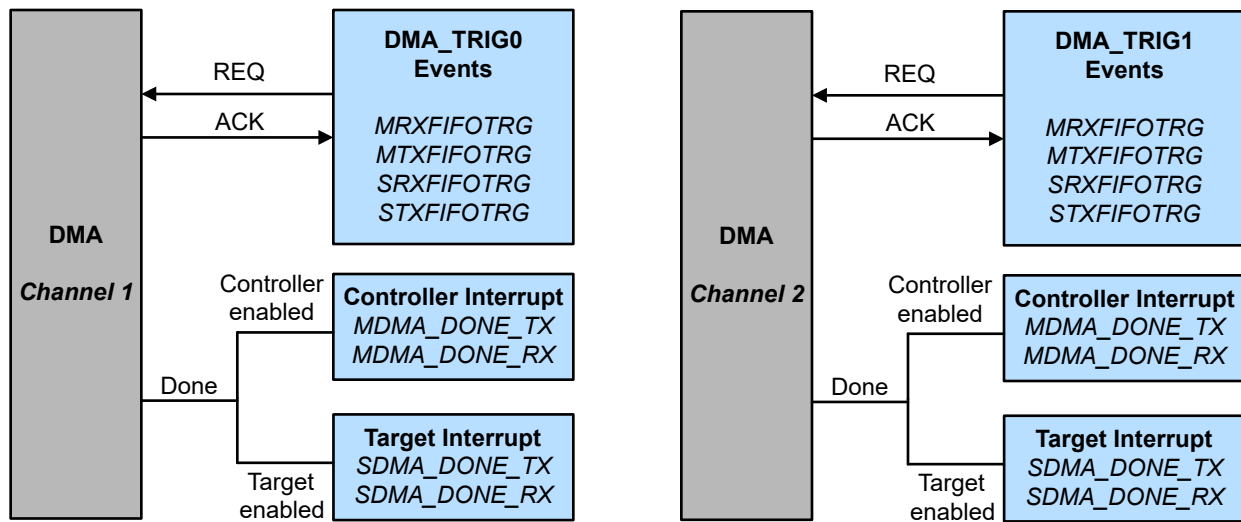 DMA
Channel 1
REQ
ACK
DMA_TRIG0
Events
MRXFIFOTRG
MTXFIFOTRG
SRXFIFOTRG
STXFIFOTRG
Done
Controller
enabled
Controller Interrupt
MDMA_DONE_TX
MDMA_DONE_RX
Target
enabled
Target Interrupt
SDMA_DONE_TX
SDMA_DONE_RX
DMA
Channel 2
REQ
ACK
DMA_TRIG1
Events
MRXFIFOTRG
MTXFIFOTRG
SRXFIFOTRG
STXFIFOTRG
Done
Controller
enabled
Controller Interrupt
MDMA_DONE_TX
MDMA_DONE_RX
Target
enabled
Target Interrupt
SDMA_DONE_TX
SDMA_DONE_RX